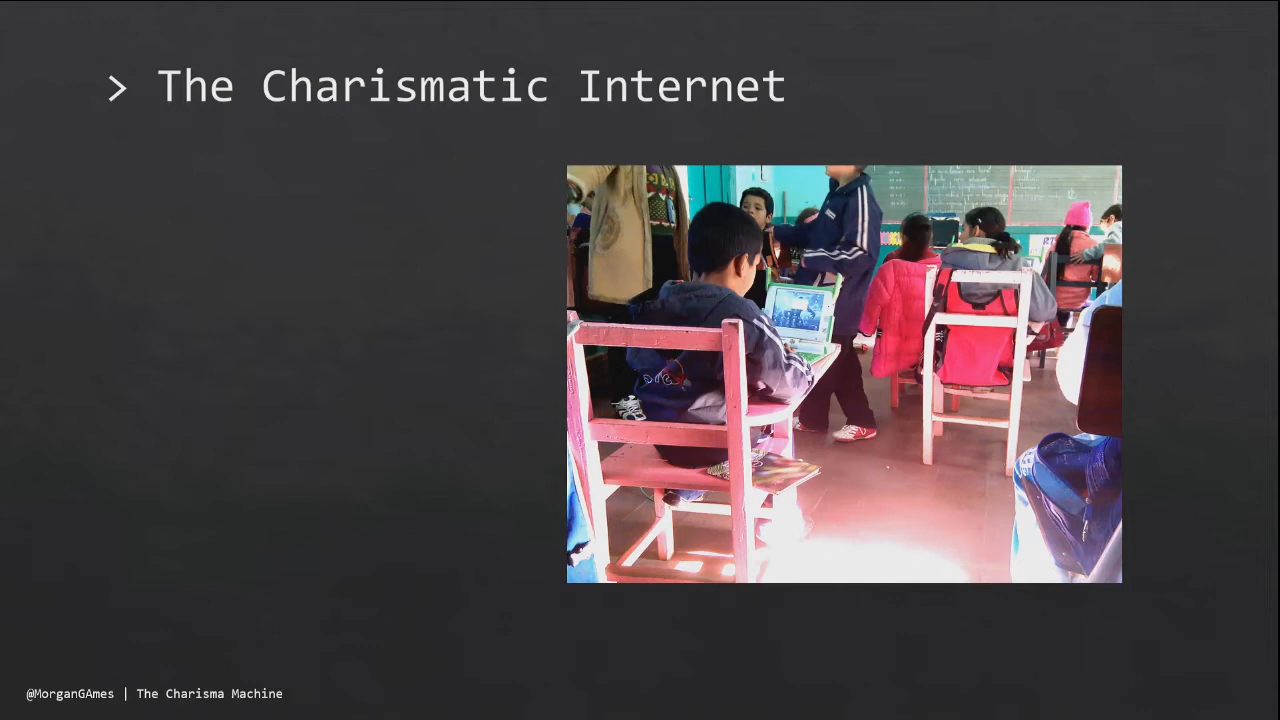 > The Charismatic Internet
@MorganGAmes | The Charisma Machine